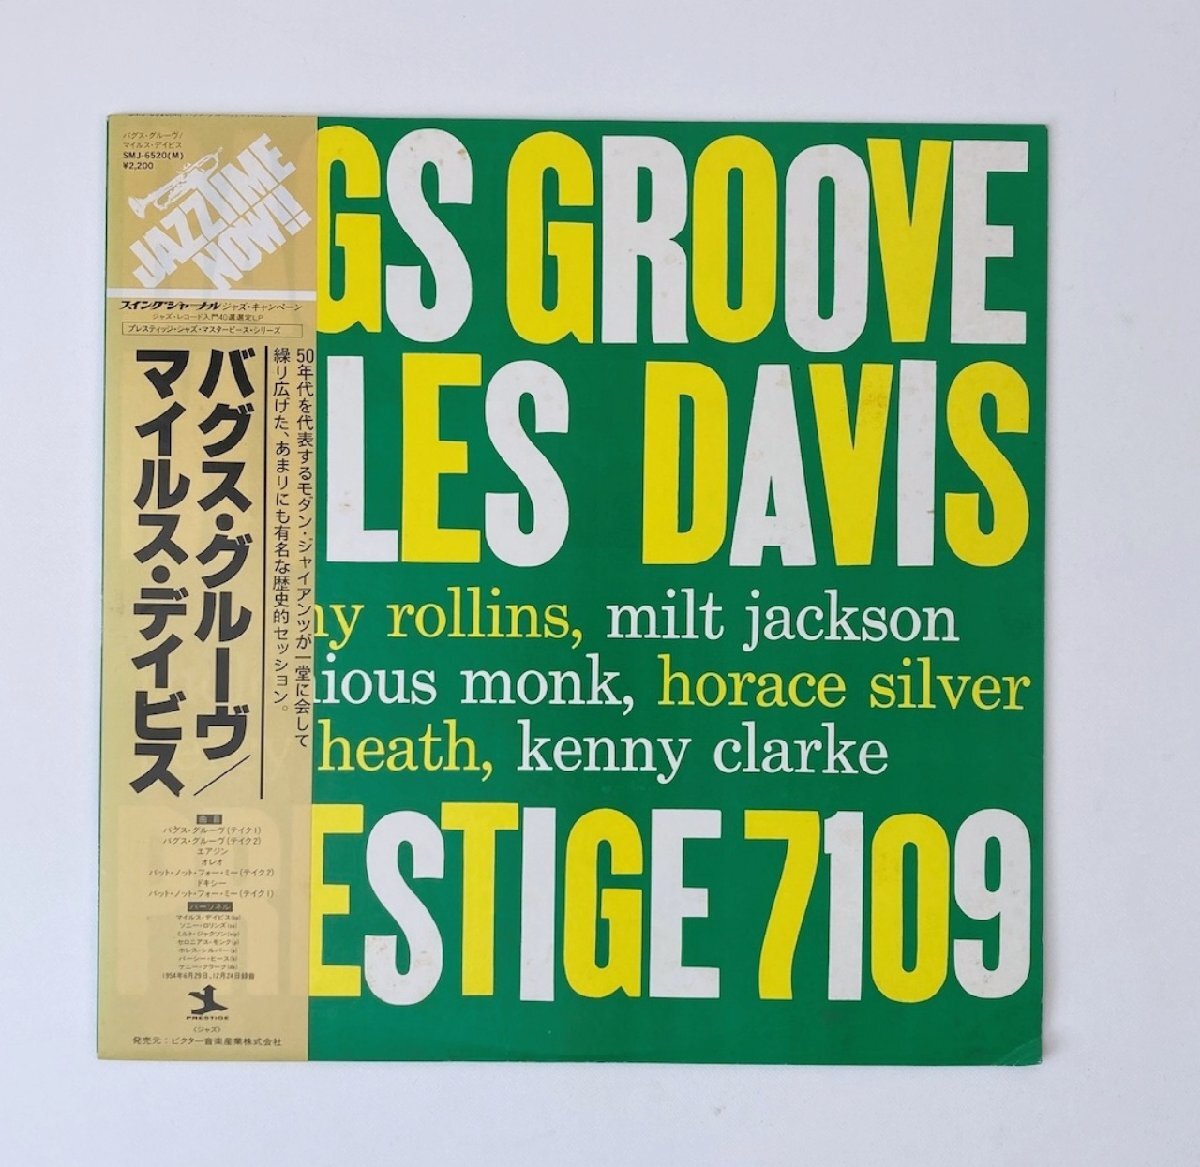 バグス・グルーヴ/
マイルス・デイビス
SMJ-6520(M)
¥2,200
JAZZ TIME
NOW!!
スイングジャーナル ジャズ・キャンペーン
ジャズ・レコード入門40選選定LP
プレスティッジ・ジャズ・マスターピース・シリーズ
50年代を代表するモダン・ジャイアンツが一堂に会して
繰り広げた、あまりにも有名な歴史的セッション。
バグス・グルーヴ/
マイルス・デイビス
曲目
バグス・グルーヴ(テイク1)
バグス・グルーヴ(テイク2)
エアジン
オレオ
バット・ノット・フォー・ミー(テイク2)
ドキシー
バット・ノット・フォー・ミー(テイク1)
パーソネル
マイルス・デイビス(tp)
ソニー・ロリンズ(ts)
ミルト・ジャクソン(vib)
セロニアス・モンク(p)
ホレス・シルバー(p)
パーシー・ヒース(b)
ケニー・クラーク(ds)
1954年6月29日、12月24日録音
PRESTIGE
(ジャズ)
発売元:ビクター音楽産業株式会社
GS GROOVE
LES DAVIS
ny rollins, milt jackson
nious monk, horace silver
heath, kenny clarke
ESTIGE 7109